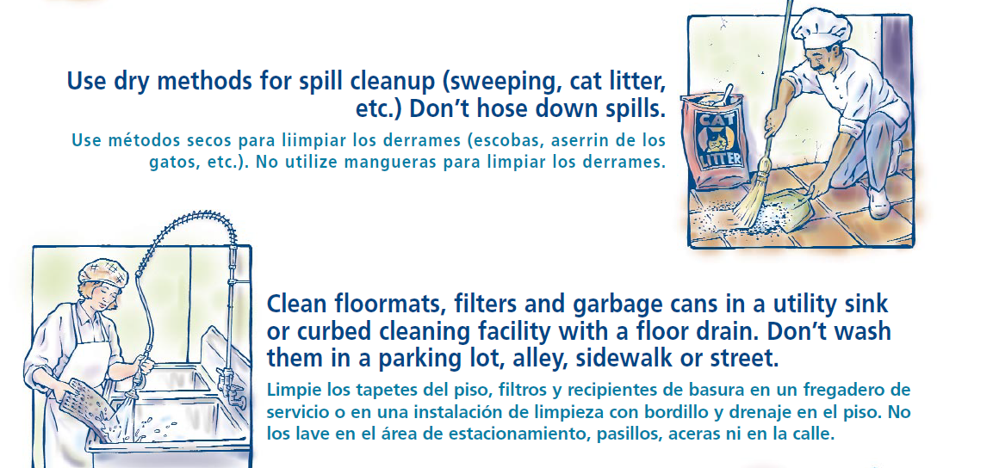 Use dry methods for spill cleanup (sweeping, cat litter,
etc.) Don’t hose down spills.
Use métodos secos para liimpiar los derrames (escobas, aserrin de los
gatos, etc.). No utilize mangueras para limpiar los derrames.
CAT
LITTER
Clean floormats, filters and garbage cans in a utility sink
or curbed cleaning facility with a floor drain. Don’t wash
them in a parking lot, alley, sidewalk or street.
Limpie los tapetes del piso, filtros y recipientes de basura en un fregadero de
servicio o en una instalación de limpieza con bordillo y drenaje en el piso. No
los lave en el área de estacionamiento, pasillos, aceras ni en la calle.